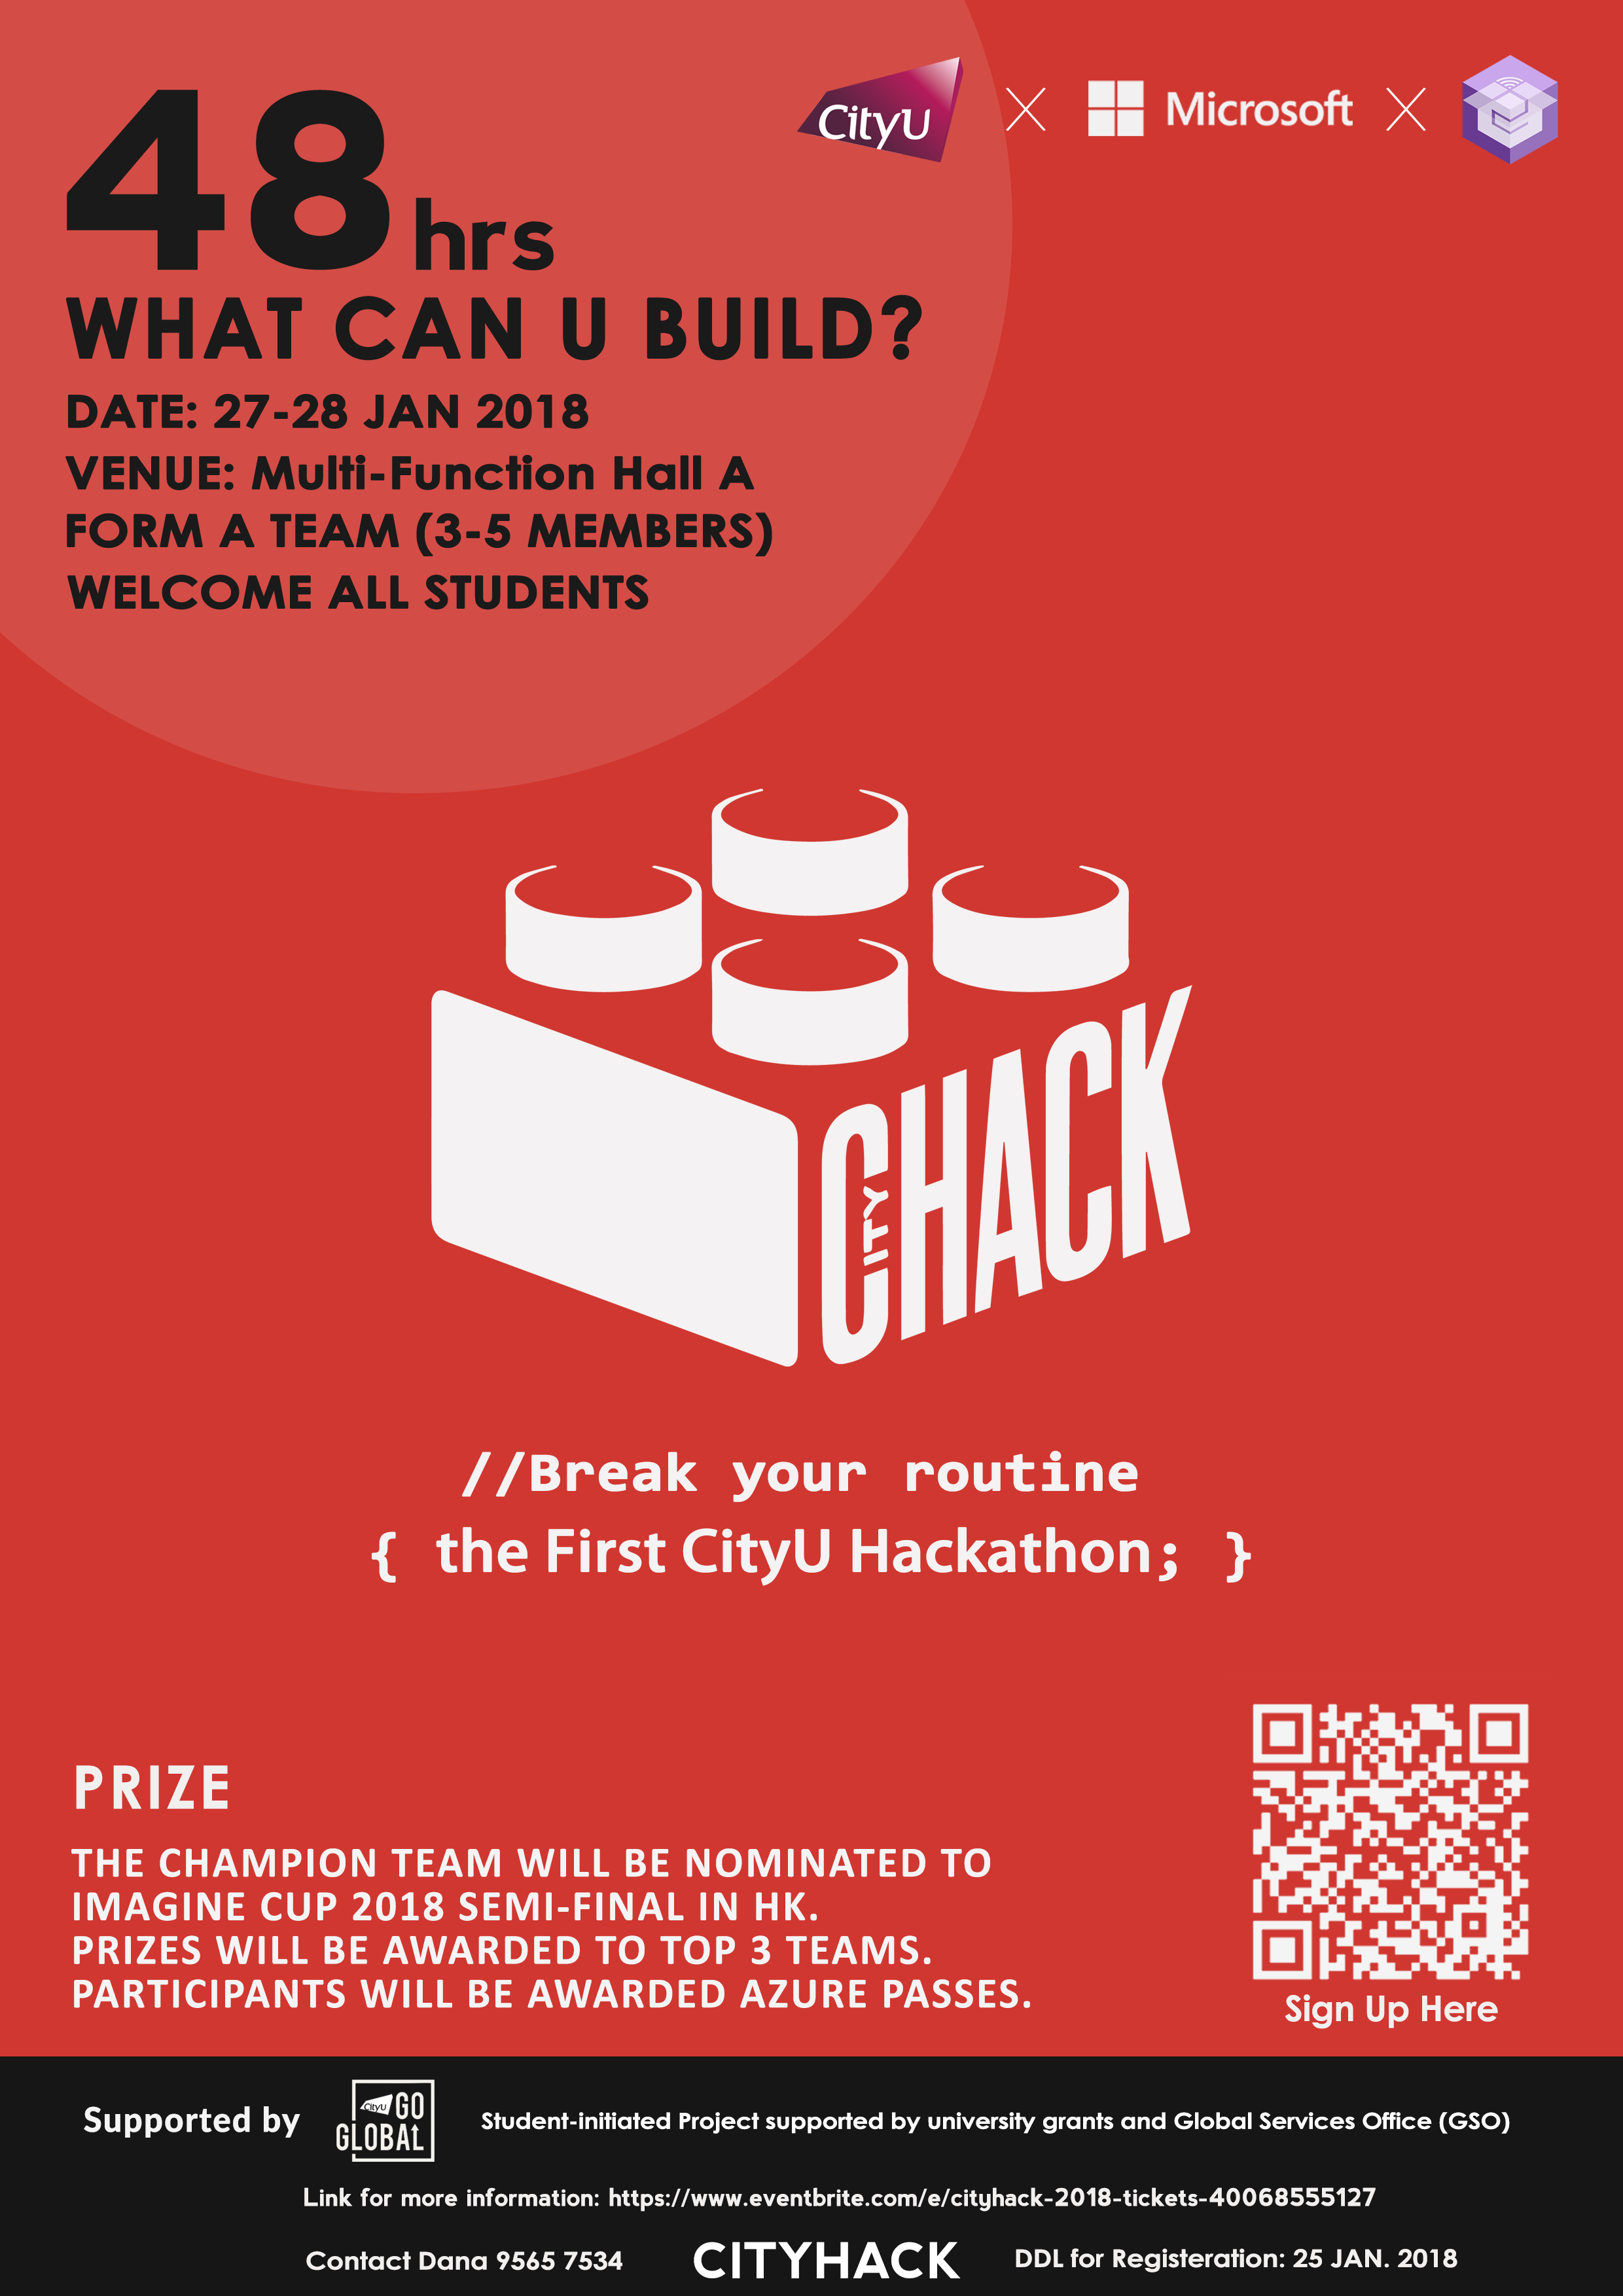 48 hrs
WHAT CAN U BUILD?
DATE: 27-28 JAN 2018
VENUE: Multi-Function Hall A
FORM A TEAM (3-5 MEMBERS)
WELCOME ALL STUDENTS
CityU × Microsoft ×
CITY HACK
//Break your routine
{ the First CityU Hackathon; }
PRIZE
THE CHAMPION TEAM WILL BE NOMINATED TO
IMAGINE CUP 2018 SEMI-FINAL IN HK.
PRIZES WILL BE AWARDED TO TOP 3 TEAMS.
PARTICIPANTS WILL BE AWARDED AZURE PASSES.
Sign Up Here
Supported by
CityU GO
GLOBAL
Student-initiated Project supported by university grants and Global Services Office (GSO)
Link for more information: https://www.eventbrite.com/e/cityhack-2018-tickets-40068555127
Contact Dana 9565 7534
CITYHACK
DDL for Registeration: 25 JAN. 2018